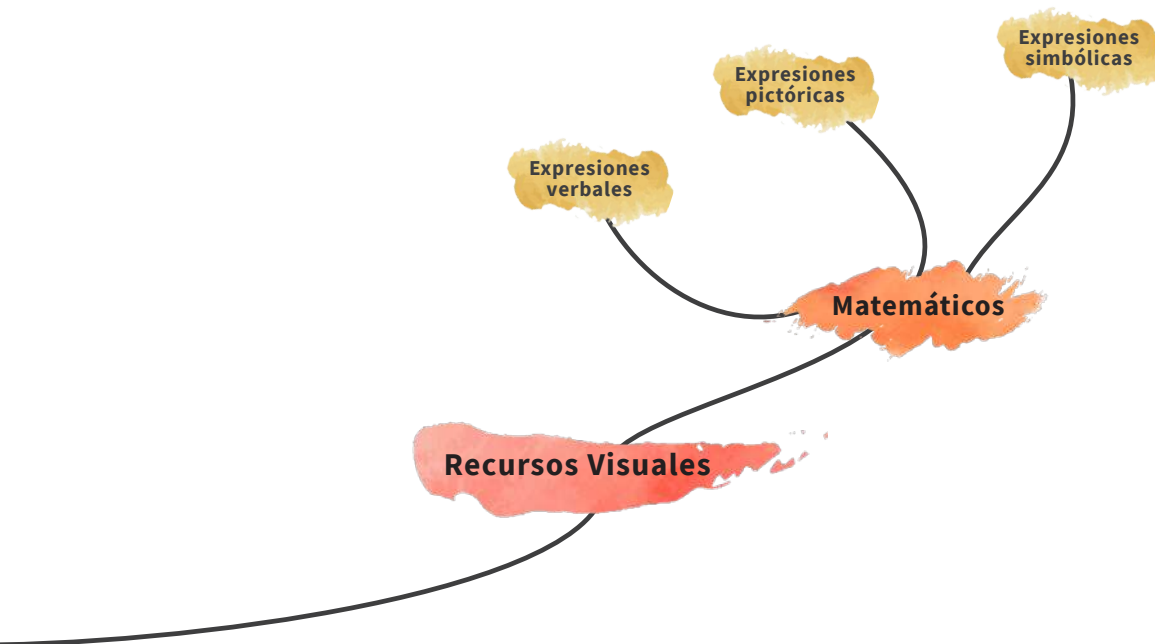 Expresiones
simbólicas
Expresiones
pictóricas
Expresiones
verbales
Matemáticos
Recursos Visuales